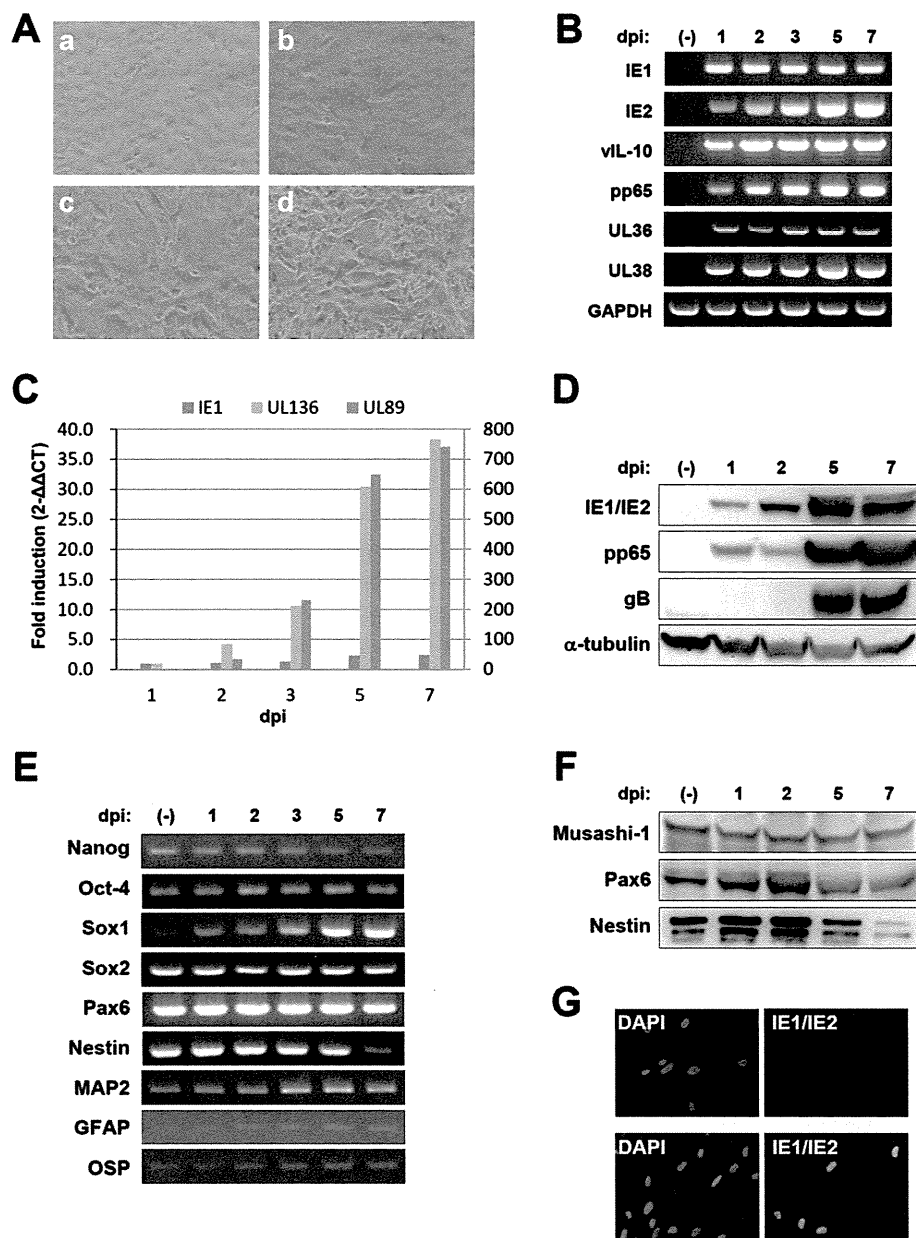 A
a
b
c
d
B
dpi: (-) 1 2 3 5 7
IE1
IE2
vIL-10
pp65
UL36
UL38
GAPDH
C
IE1 UL136 UL89
Fold induction (2-ΔΔCT)
40.0 800
35.0 700
30.0 600
25.0 500
20.0 400
15.0 300
10.0 200
5.0 100
0.0 0
1 2 3 5 7
dpi
D
dpi: (-) 1 2 5 7
IE1/IE2
pp65
gB
α-tubulin
E
dpi: (-) 1 2 3 5 7
Nanog
Oct-4
Sox1
Sox2
Pax6
Nestin
MAP2
GFAP
OSP
F
dpi: (-) 1 2 5 7
Musashi-1
Pax6
Nestin
G
DAPI IE1/IE2
DAPI IE1/IE2